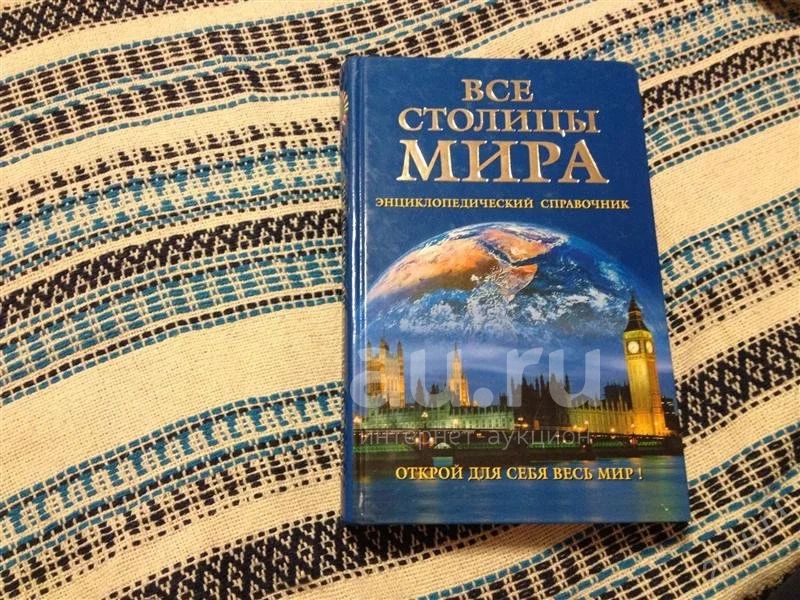 ВСЕ
СТОЛИЦЫ
МИРА
ЭНЦИКЛОПЕДИЧЕСКИЙ СПРАВОЧНИК
au.ru
интернет-аукцион
ОТКРОЙ ДЛЯ СЕБЯ ВЕСЬ МИР !